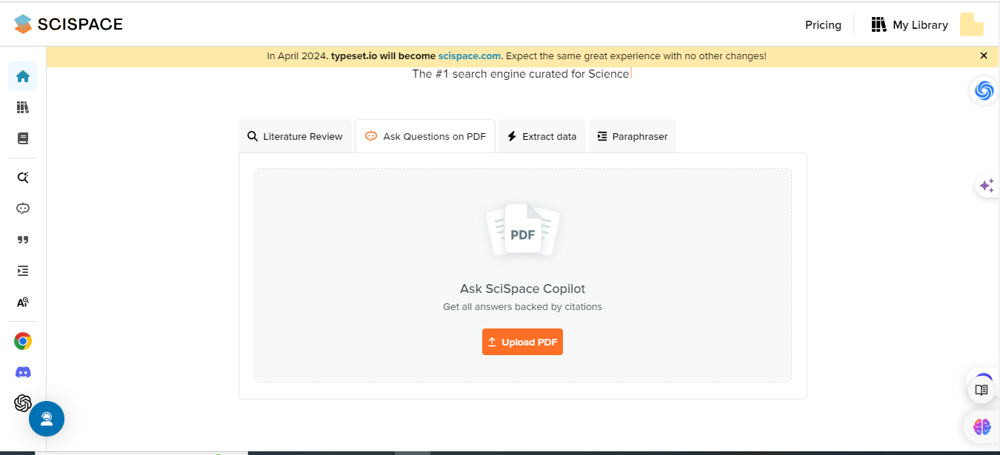 SCISPACE
Pricing
My Library
In April 2024, typeset.io will become scispace.com. Expect the same great experience with no other changes!
The #1 search engine curated for Science
Literature Review
Ask Questions on PDF
Extract data
Paraphraser
PDF
Ask SciSpace Copilot
Get all answers backed by citations
Upload PDF